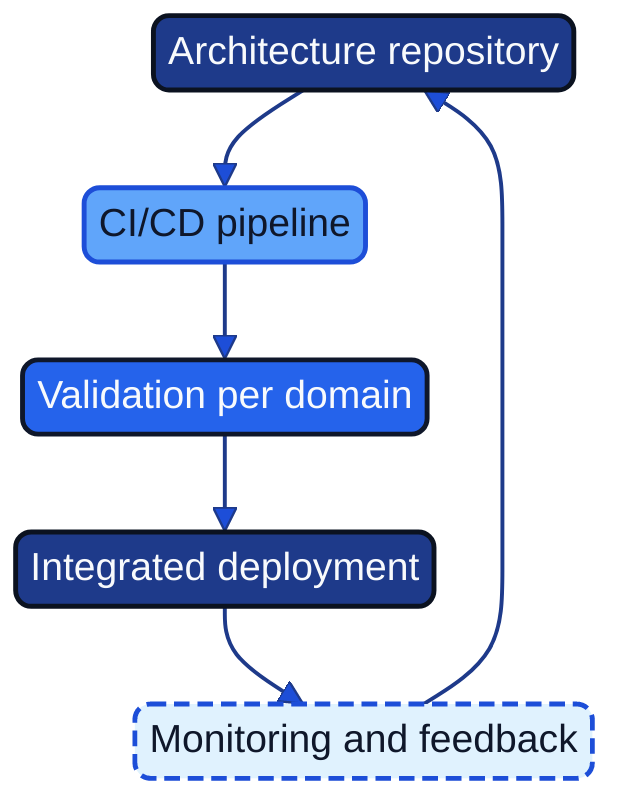 Architecture repository
CI/CD pipeline
Validation per domain
Integrated deployment
Monitoring and feedback